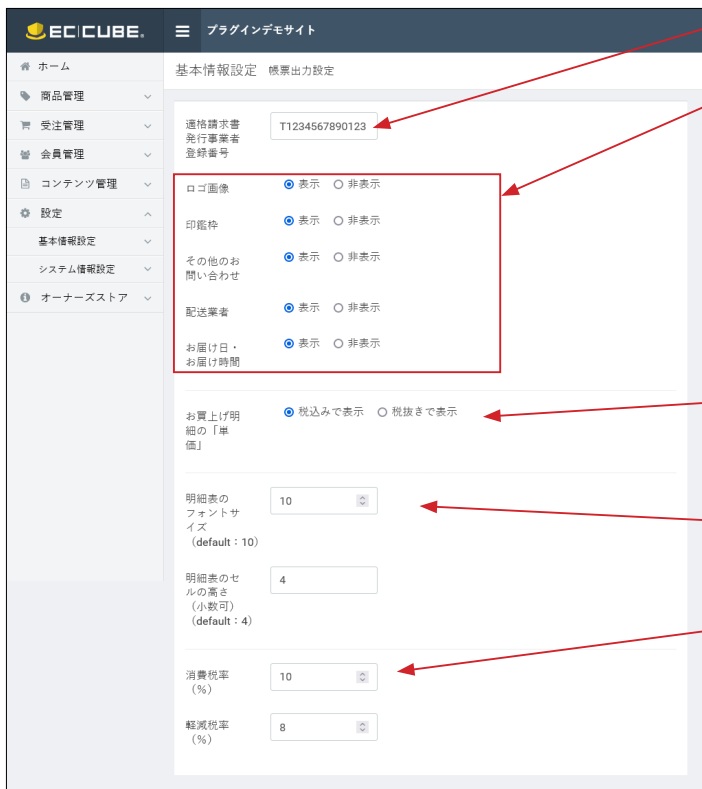 EC CUBE.
プラグインデモサイト
ホーム
商品管理
受注管理
会員管理
コンテンツ管理
設定
基本情報設定
システム情報設定
オーナーズストア
基本情報設定 帳票出力設定
適格請求書
発行事業者
登録番号
T1234567890123
ロゴ画像
表示 非表示
印鑑枠
表示 非表示
その他のお
問い合わせ
表示 非表示
配送業者
表示 非表示
お届け日・
お届け時間
表示 非表示
お買上げ明
細の「単
価」
税込みで表示 税抜きで表示
明細表の
フォントサ
イズ
(default:10)
10
明細表のセ
ルの高さ
(小数可)
(default:4)
4
消費税率
(%)
10
軽減税率
(%)
8